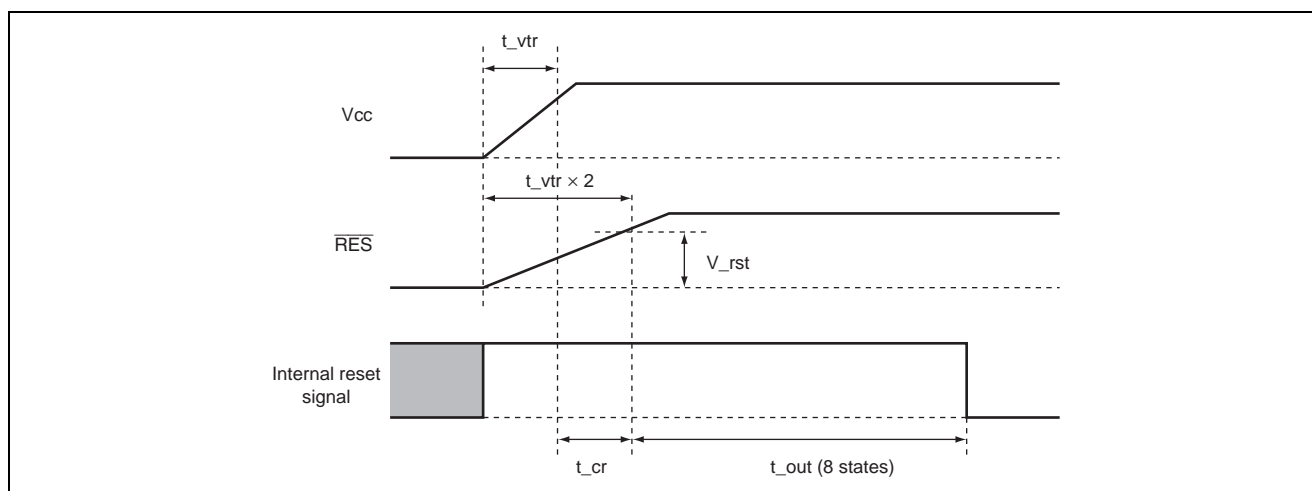 t_vtr
Vcc
t_vtr × 2
RES
V_rst
Internal reset
signal
t_cr
t_out (8 states)